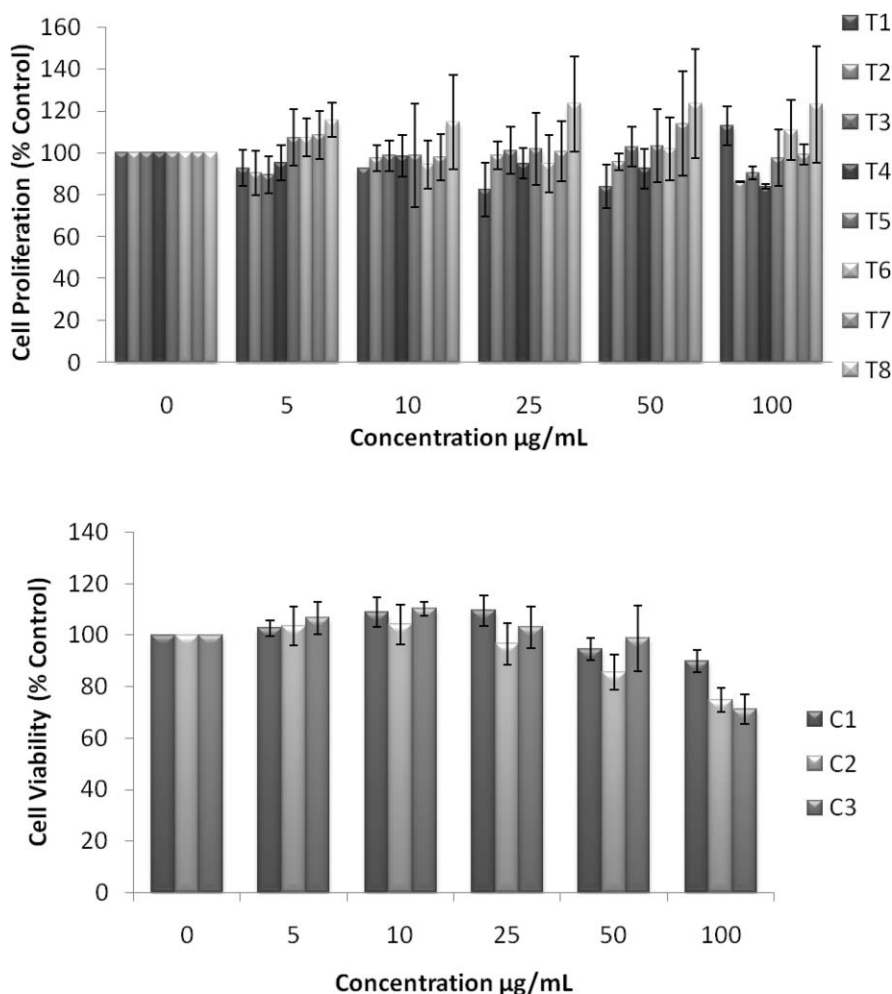 160
140
120
100
80
60
40
20
0
Cell Proliferation (% Control)
0 5 10 25 50 100
Concentration µg/mL
T1
T2
T3
T4
T5
T6
T7
T8
140
120
100
80
60
40
20
0
Cell Viability (% Control)
0 5 10 25 50 100
Concentration µg/mL
C1
C2
C3